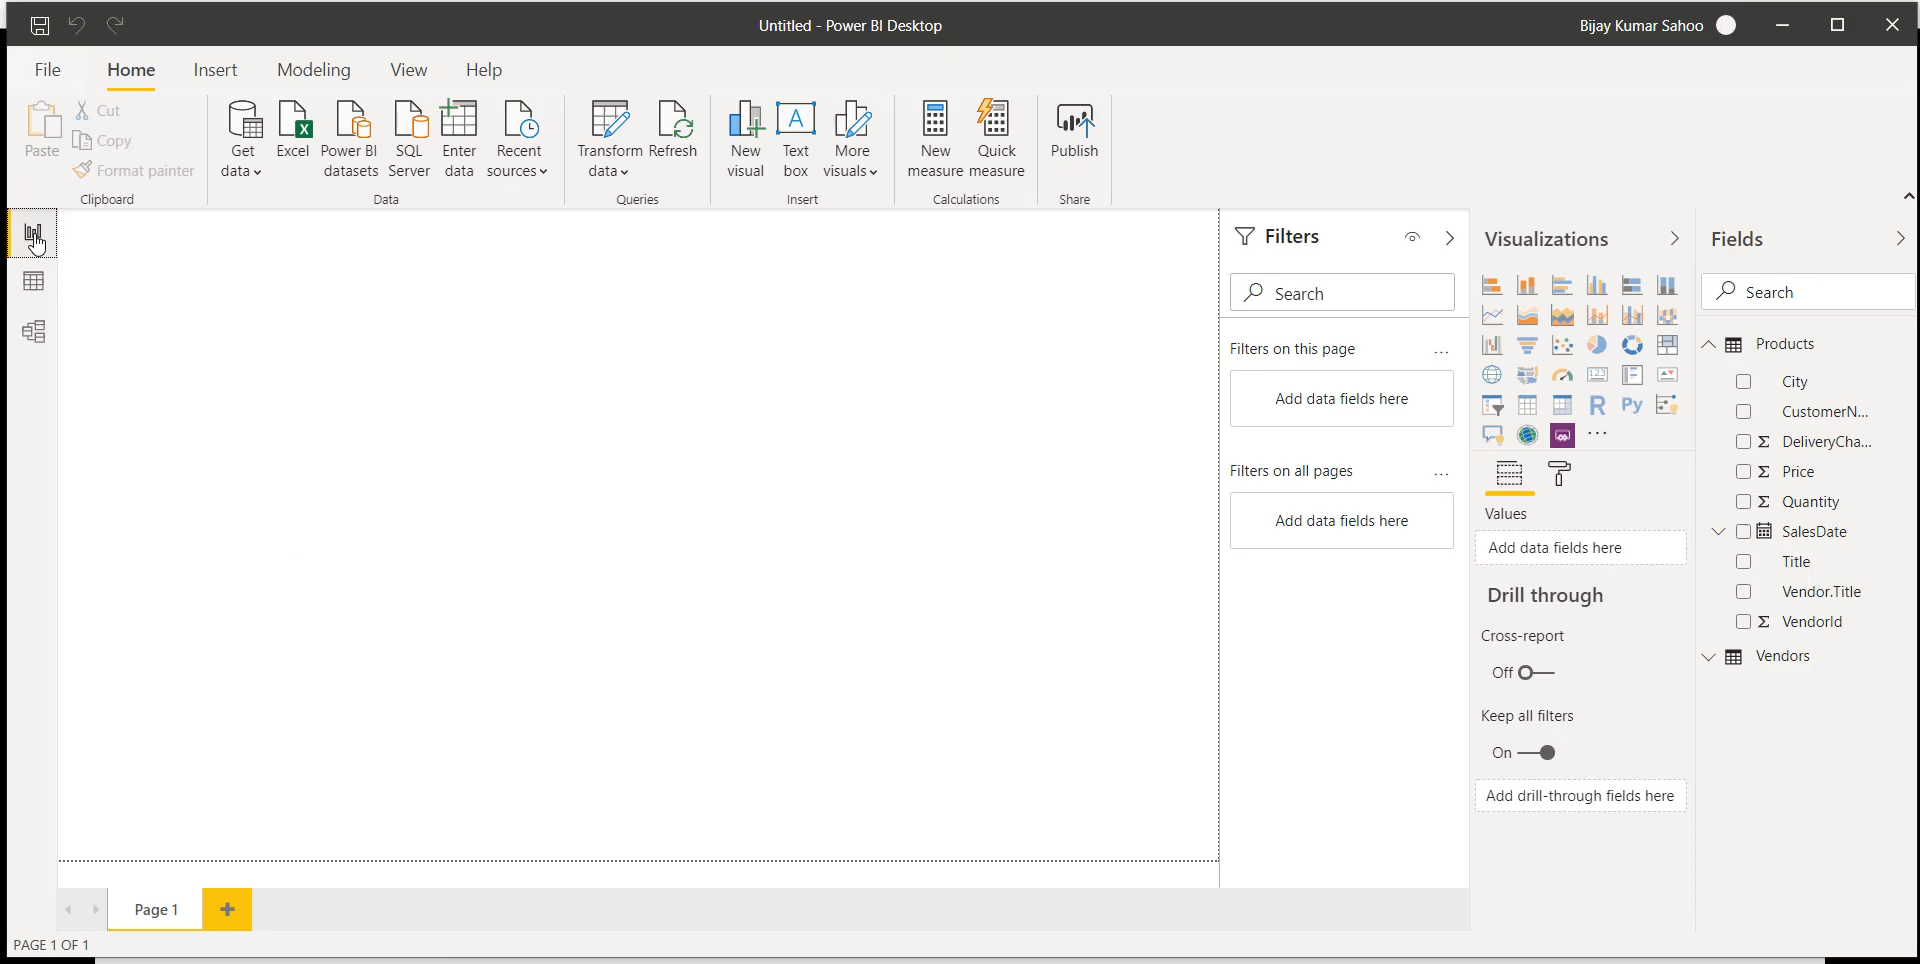 Untitled - Power BI Desktop
Bijay Kumar Sahoo
File Home Insert Modeling View Help
Paste
Cut
Copy
Format painter
Clipboard
Get data
Excel
Power BI datasets
SQL Server
Enter data
Recent sources
Data
Transform data
Refresh
Queries
New visual
A
Text box
More visuals
Insert
New measure
Quick measure
Calculations
Publish
Share
Filters
Search
Filters on this page ...
Add data fields here
Filters on all pages ...
Add data fields here
Visualizations
123
R Py
...
Values
Add data fields here
Drill through
Cross-report
Off
Keep all filters
On
Add drill-through fields here
Fields
Search
Products
City
CustomerN...
Σ DeliveryCha...
Σ Price
Σ Quantity
SalesDate
Title
Vendor.Title
Σ VendorId
Vendors
Page 1 +
PAGE 1 OF 1